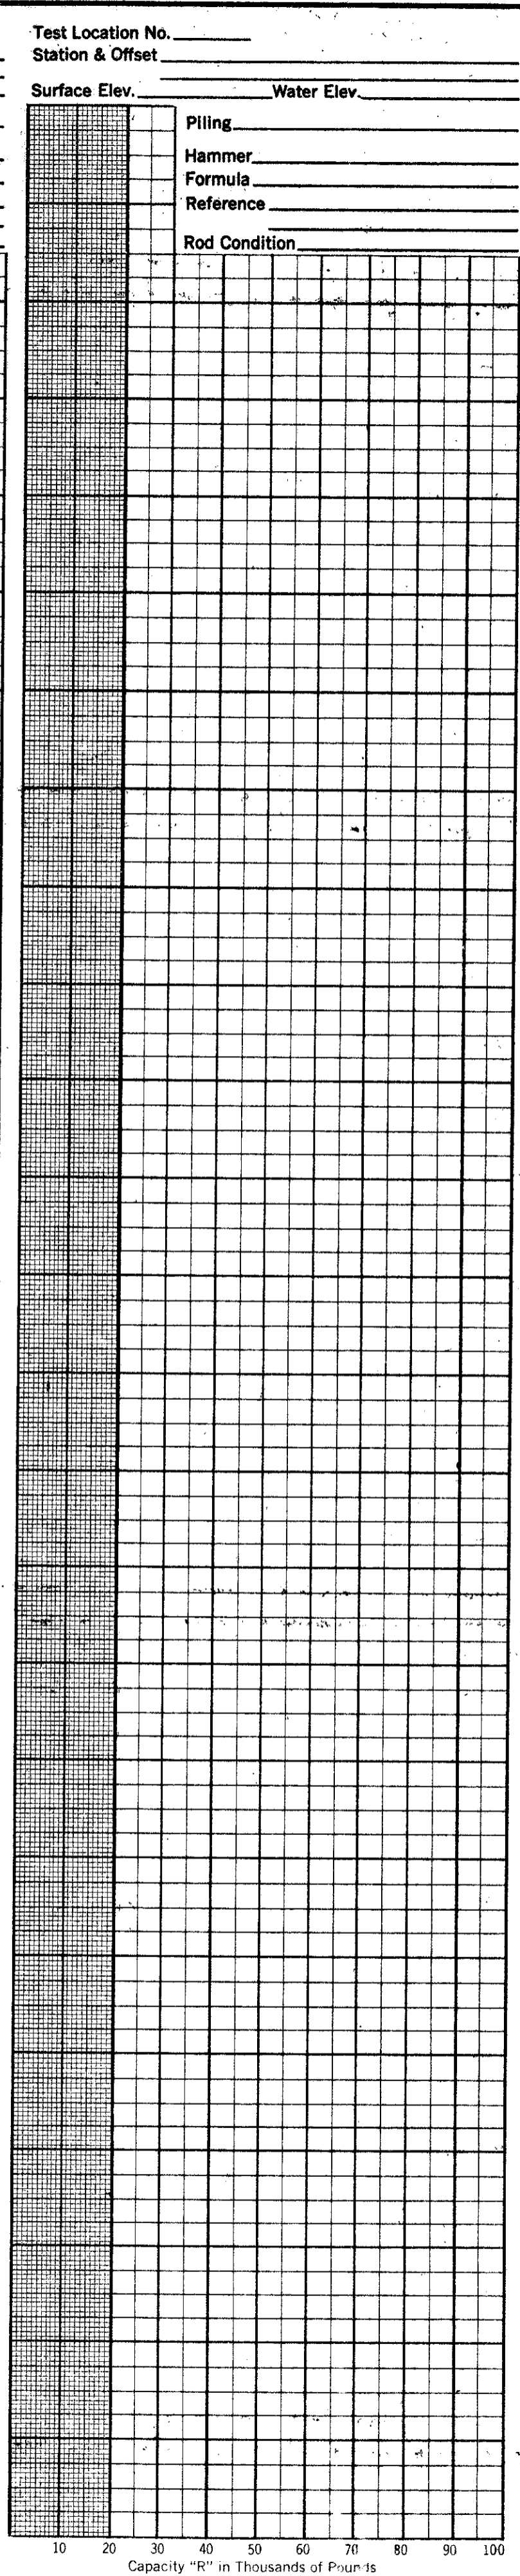 Test Location No.
Station & Offset
Surface Elev. Water Elev.
Piling
Hammer
Formula
Reference
Rod Condition
10 20 30 40 50 60 70 80 90 100
Capacity "R" in Thousands of Pounds